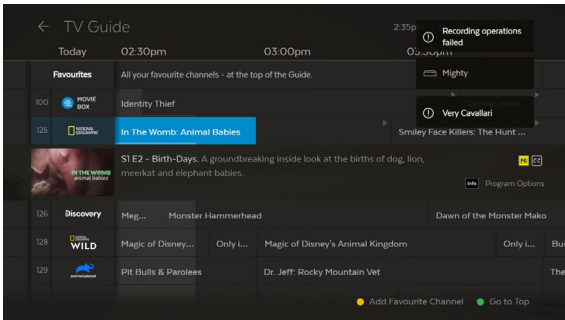 ← TV Guide
2:35p
Recording operations
failed
Today 02:30pm 03:00pm 03:30pm
Favourites All your favourite channels - at the top of the Guide.
Mighty
100 MOVIE BOX Identity Thief
Very Cavallari
125 NATIONAL GEOGRAPHIC In The Womb: Animal Babies Smiley Face Killers: The Hunt ...
IN THE WOMB
animal babies
S1 E2 - Birth-Days. A groundbreaking inside look at the births of dog, lion,
meerkat and elephant babies.
PG CC
Info Program Options
126 Discovery Meg... Monster Hammerhead Dawn of the Monster Mako
128 WILD Magic of Disney... Only i... Magic of Disney's Animal Kingdom Only i... Bu
129 animal planet Pit Bulls & Parolees Dr. Jeff: Rocky Mountain Vet The
Add Favourite Channel Go to Top